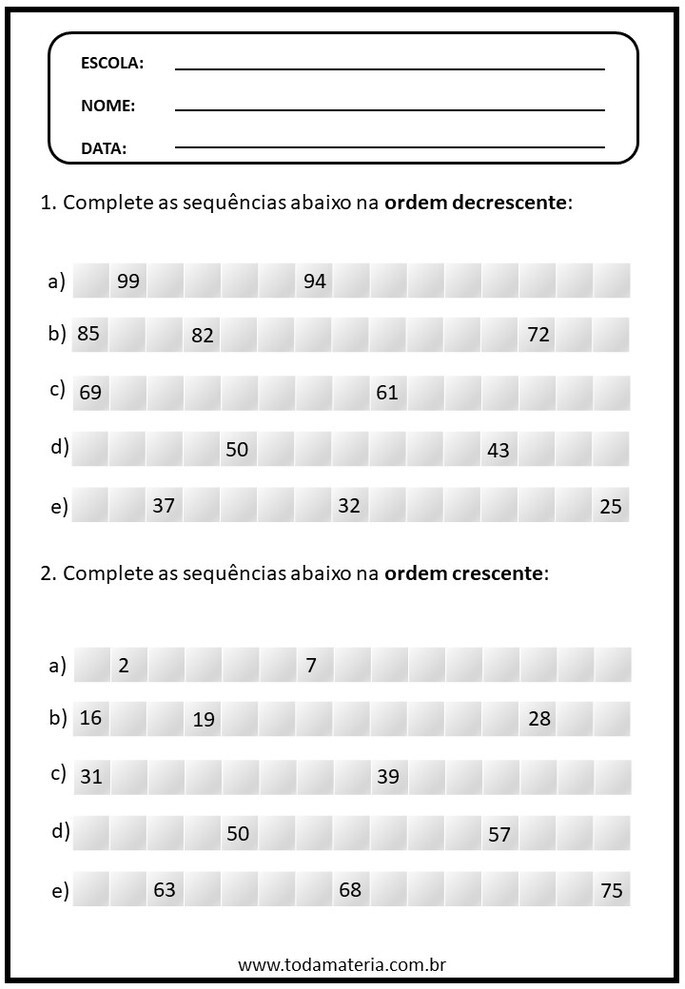 ESCOLA:
NOME:
DATA:
1. Complete as sequências abaixo na ordem decrescente:
a) 99 94
b) 85 82 72
c) 69 61
d) 50 43
e) 37 32 25
2. Complete as sequências abaixo na ordem crescente:
a) 2 7
b) 16 19 28
c) 31 39
d) 50 57
e) 63 68 75
www.todamateria.com.br